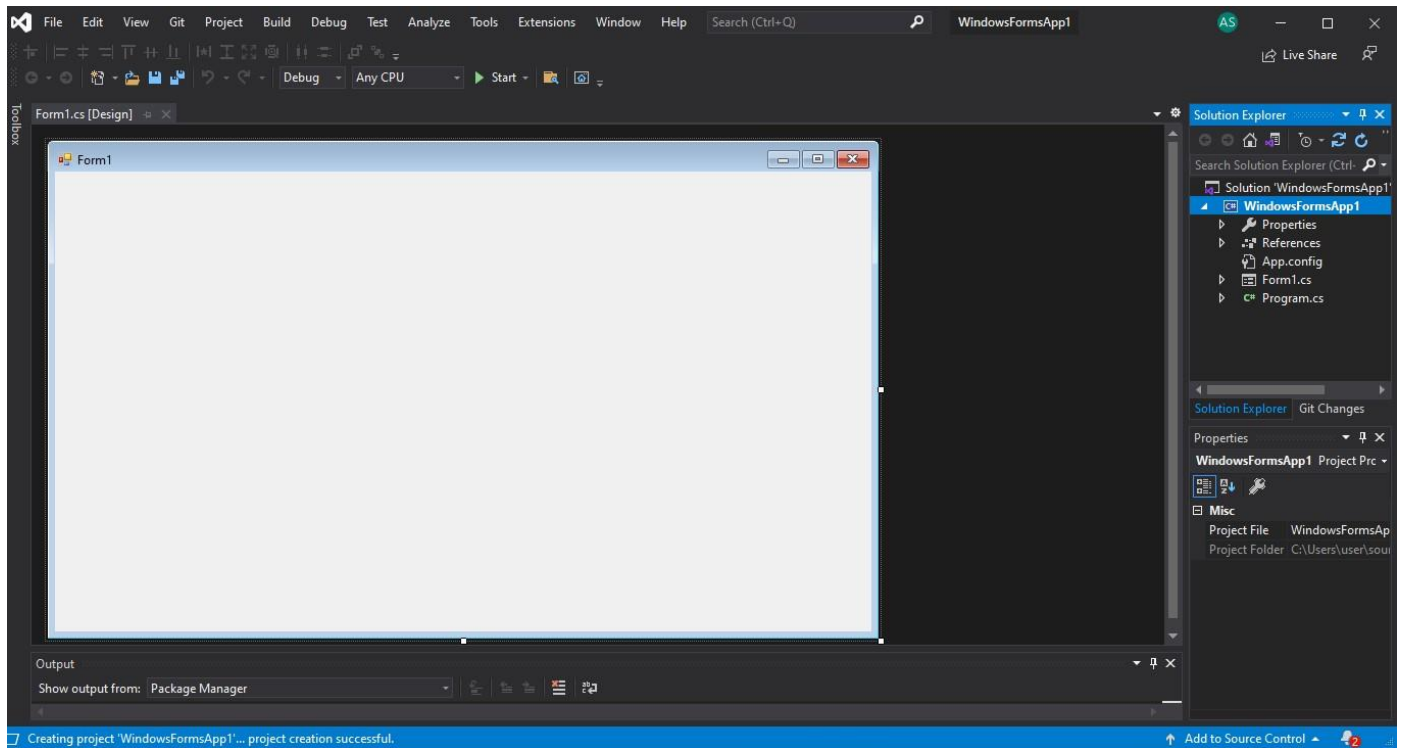 File Edit View Git Project Build Debug Test Analyze Tools Extensions Window Help Search (Ctrl+Q) WindowsFormsApp1 AS
Live Share
Debug Any CPU Start
Toolbox
Form1.cs [Design]
Form1
Solution Explorer
Search Solution Explorer (Ctrl-
Solution 'WindowsFormsApp1'
C# WindowsFormsApp1
Properties
References
App.config
Form1.cs
C# Program.cs
Solution Explorer Git Changes
Properties
WindowsFormsApp1 Project Prc
Misc
Project File WindowsFormsAp
Project Folder C:\Users\user\sour
Output
Show output from: Package Manager
Creating project 'WindowsFormsApp1'... project creation successful.
Add to Source Control 2